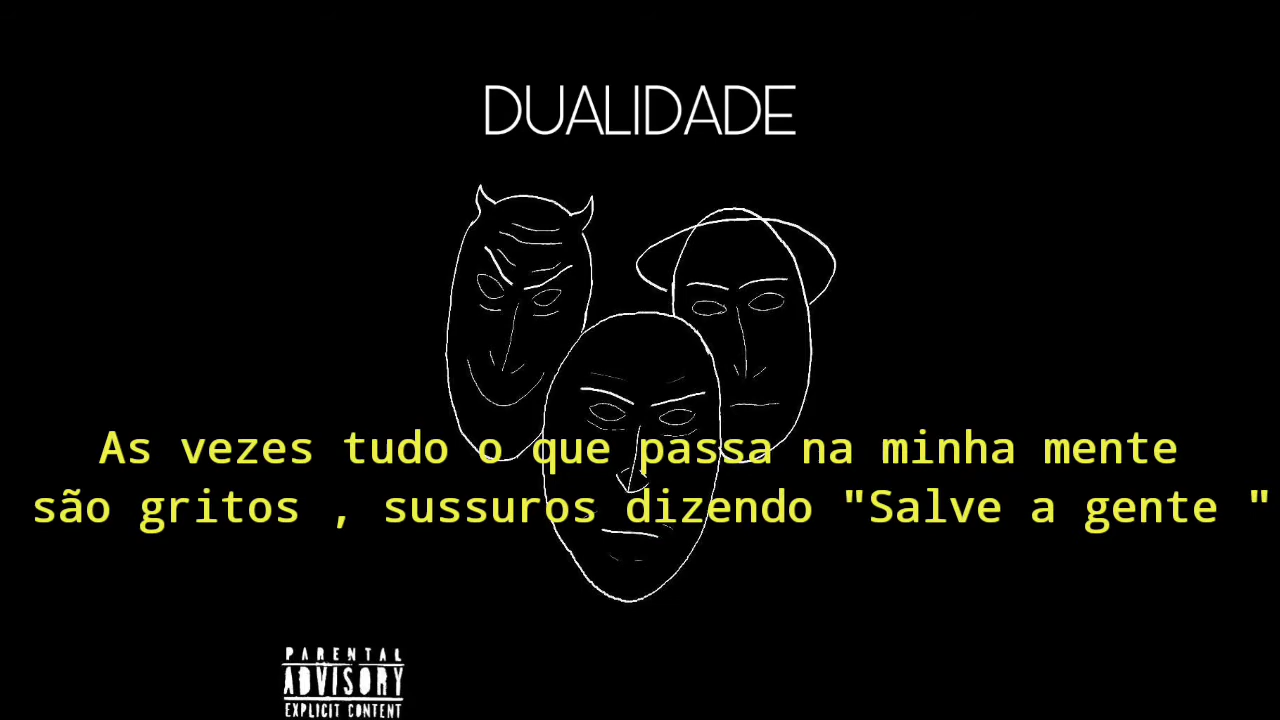 DUALIDADE
As vezes tudo o que passa na minha mente
são gritos , sussuros dizendo "Salve a gente "
PARENTAL
ADVISORY
EXPLICIT CONTENT